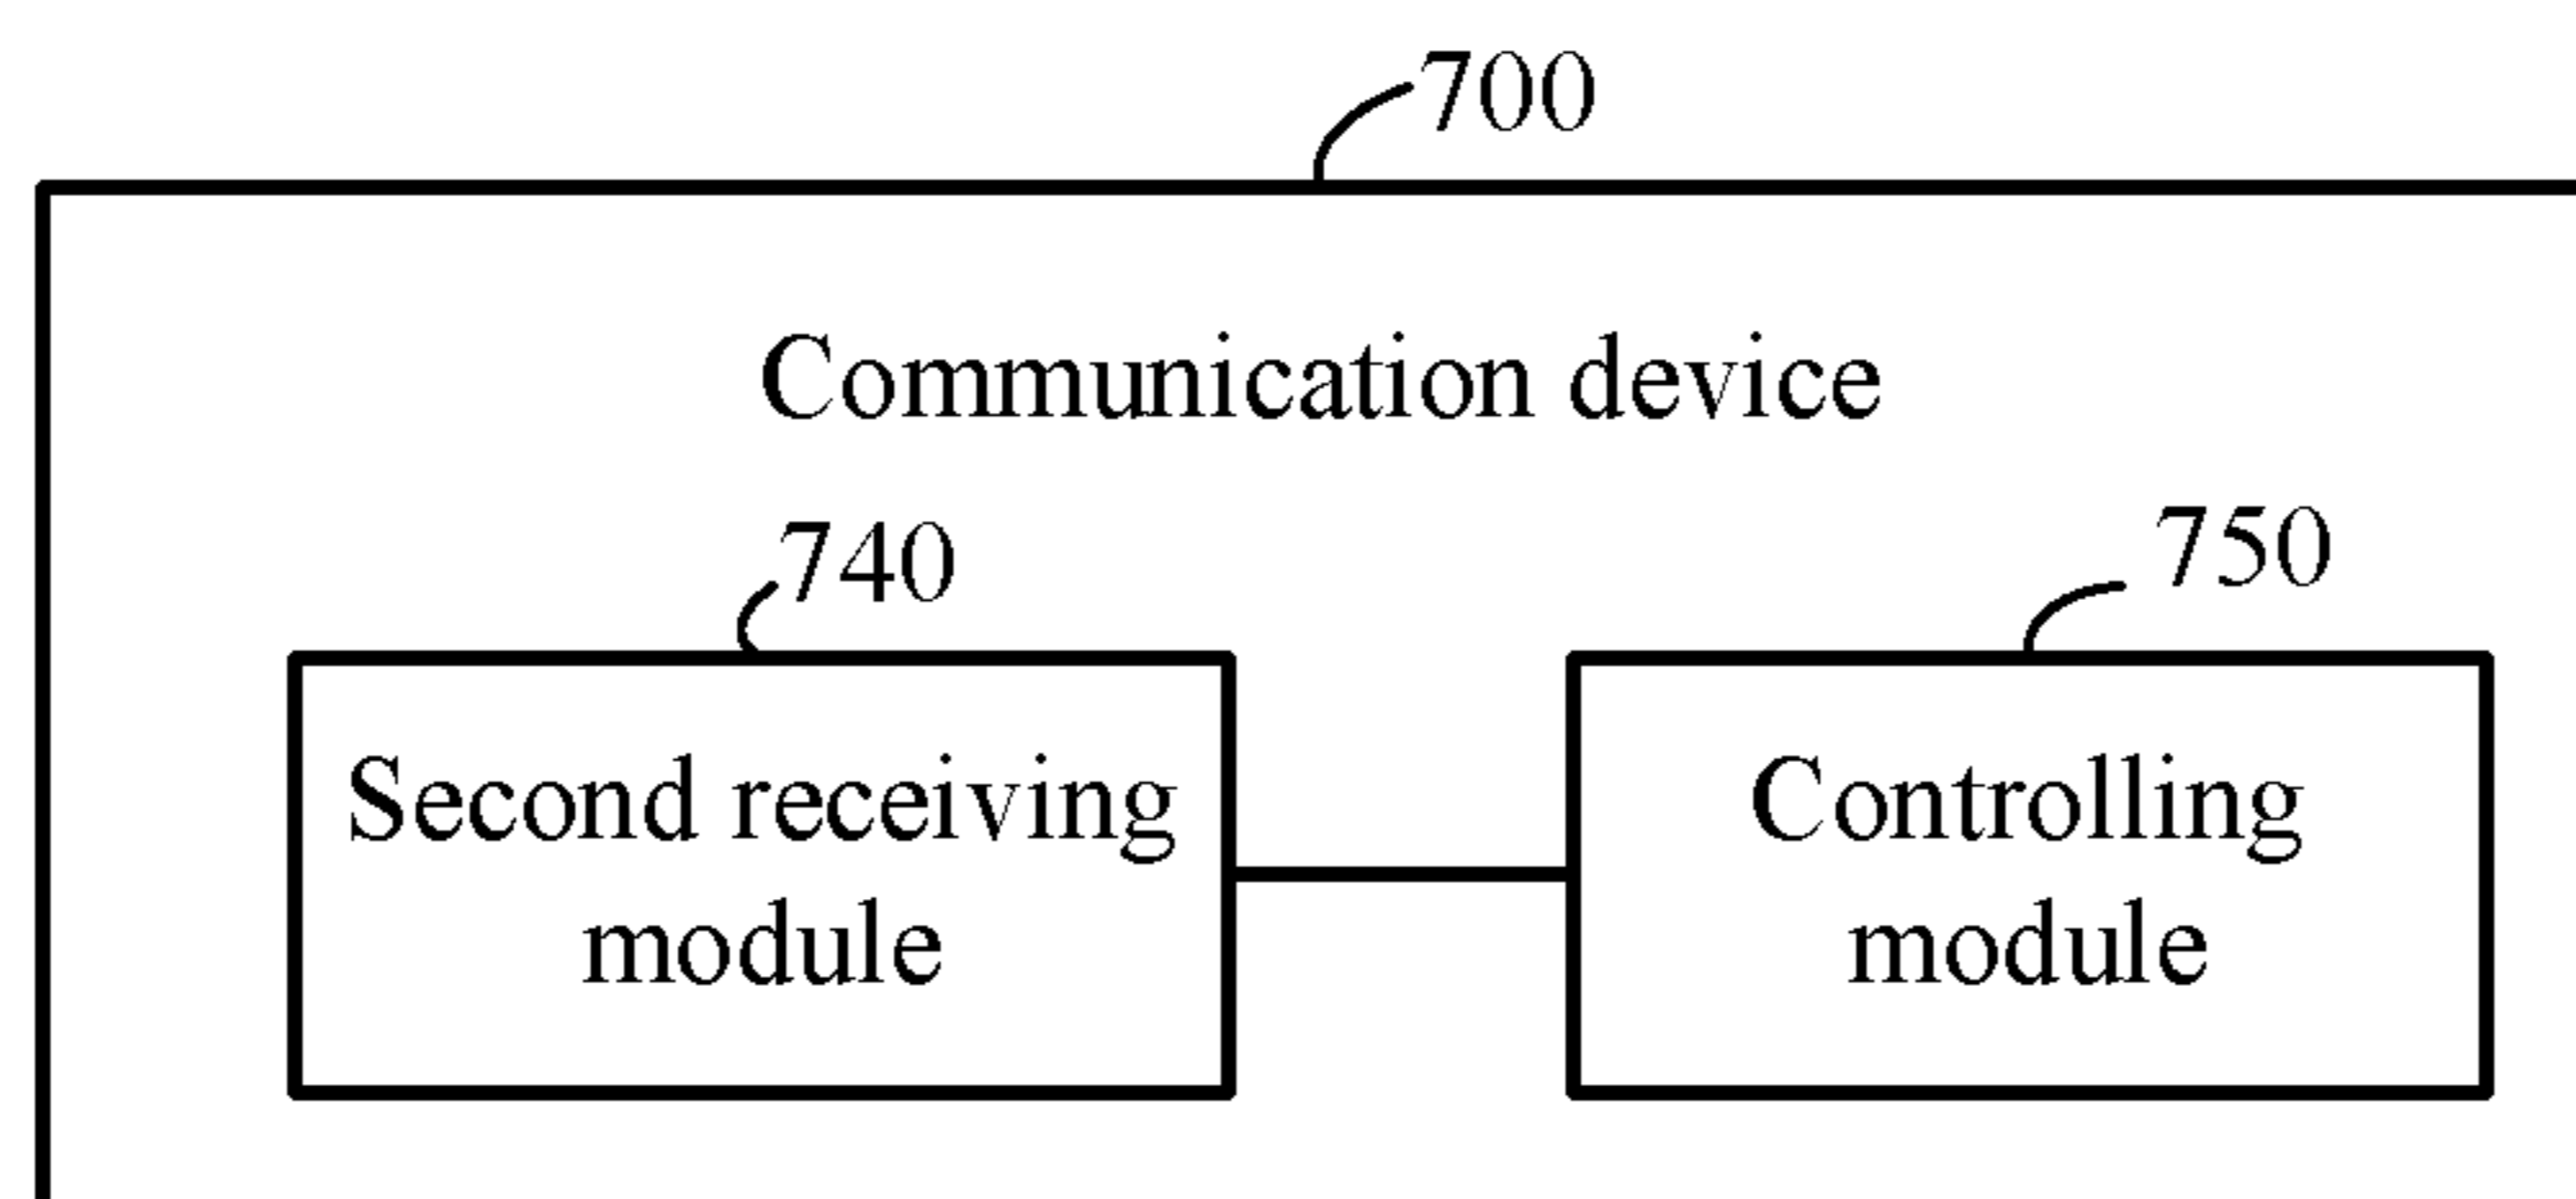 700
Communication device
740
750
Second receiving
module
Controlling
module